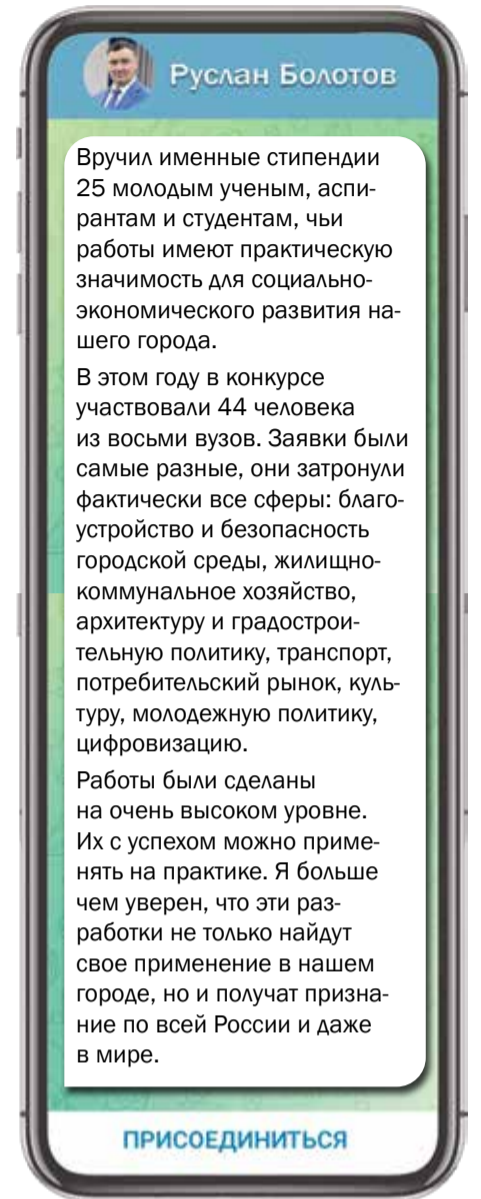 Руслан Болотов
Вручил именные стипендии
25 молодым ученым, аспи-
рантам и студентам, чьи
работы имеют практическую
значимость для социально-
экономического развития на-
шего города.
В этом году в конкурсе
участвовали 44 человека
из восьми вузов. Заявки были
самые разные, они затронули
фактически все сферы: благо-
устройство и безопасность
городской среды, жилищно-
коммунальное хозяйство,
архитектуру и градострои-
тельную политику, транспорт,
потребительский рынок, куль-
туру, молодежную политику,
цифровизацию.
Работы были сделаны
на очень высоком уровне.
Их с успехом можно приме-
нять на практике. Я больше
чем уверен, что эти раз-
работки не только найдут
свое применение в нашем
городе, но и получат призна-
ние по всей России и даже
в мире.
ПРИСОЕДИНИТЬСЯ